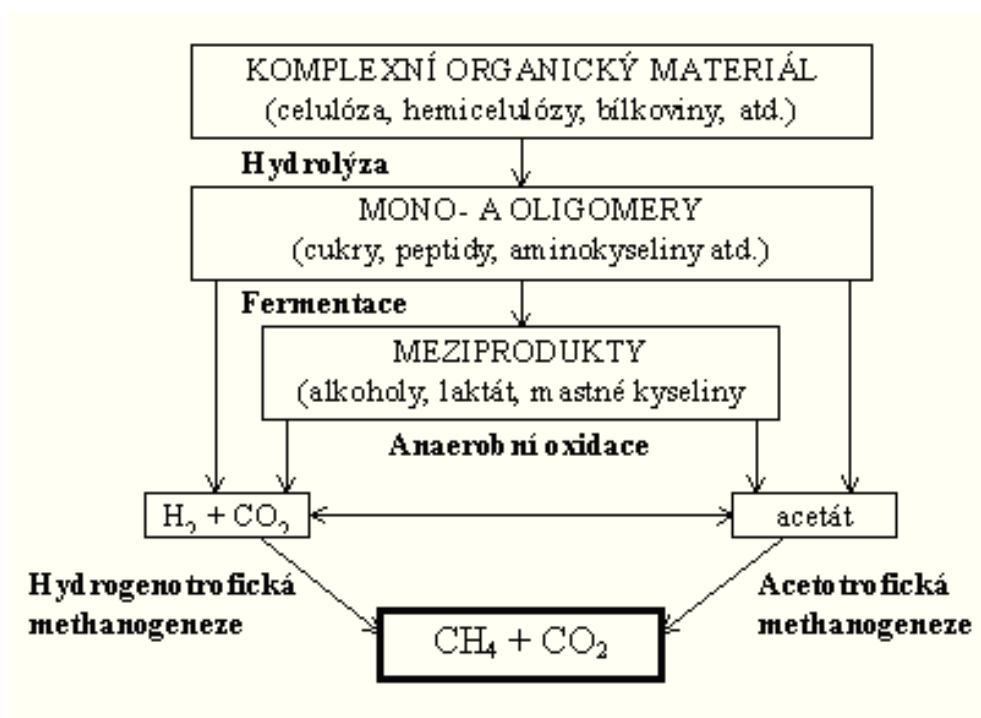 KOMPLEXNÍ ORGANICKÝ MATERIÁL
(celulóza, hemicelulózy, bílkoviny, atd.)
Hydrolýza
MONO- A OLIGOMERY
(cukry, peptidy, aminokyseliny atd.)
Fermentace
MEZIPRODUKTY
(alkoholy, laktát, mastné kyseliny
Anaerobní oxidace
H₂ + CO₂
acetát
Hydrogenotrofická
methanogeneze
Acetotrofická
methanogeneze
CH₄ + CO₂